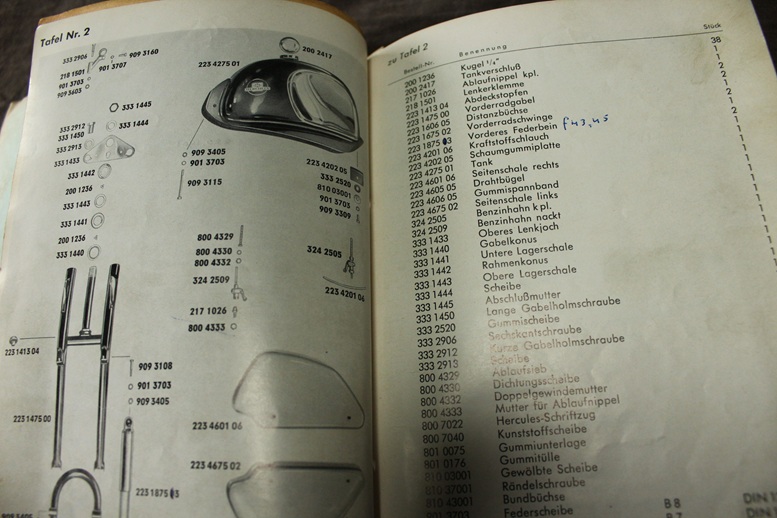 Tafel Nr. 2
333 2906
909 3160
218 1501
901 3707
901 3703
909 3605
333 1445
333 2912
333 1450
333 1444
333 2913
333 1433
333 1442
200 1236
333 1443
333 1441
200 1236
333 1440
223 1413 04
223 1475 00
909 3108
901 3703
909 3405
200 2417
223 4275 01
909 3405
901 3703
909 3115
223 4202 05
333 2520
810 03001
901 3703
909 3309
800 4329
800 4330
800 4332
324 2509
324 2505
223 4201 06
217 1026
800 4333
223 4601 06
223 4675 02
223 1875 03
zu Tafel 2
Bestell-Nr. Benennung Stück
200 1236 Kugel 1/4" 38
200 2417 Tankverschluß 1
217 1026 Ablaufnippel kpl. 1
218 1501 Lenkerklemme 2
223 1413 04 Abdeckstopfen 2
223 1475 00 Vorderradgabel 1
223 1606 05 Distanzbüchse 2
223 1675 02 Vorderradschwinge 1
223 1875 03 Vorderes Federbein f 43, 45 2
223 4201 06 Kraftstoffschlauch
223 4202 05 Schaumgummiplatte
223 4275 01 Tank
223 4601 06 Seitenschale rechts
223 4605 05 Drahtbügel
223 4606 05 Gummispannband
223 4675 02 Seitenschale links
324 2505 Benzinhahn kpl.
324 2509 Benzinhahn nackt
333 1433 Oberes Lenkjoch
333 1440 Gabelkonus
333 1441 Untere Lagerschale
333 1442 Rahmenkonus
333 1443 Obere Lagerschale
333 1444 Scheibe
333 1445 Abschlußmutter
333 1450 Lange Gabelholmschraube
333 2520 Gummischeibe
333 2906 Sechskantschraube
333 2912 Kurze Gabelholmschraube
333 2913 Scheibe
800 4329 Ablaufsieb
800 4330 Dichtungsscheibe
800 4332 Doppelgewindemutter
800 4333 Mutter für Ablaufnippel
800 7022 Hercules-Schriftzug
800 7040 Kunststoffscheibe
801 0075 Gummiunterlage
801 0176 Gummitülle
810 03001 Gewölbte Scheibe
810 37001 Rändelschraube
810 43001 Bundbüchse
901 3703 Federscheibe B 8